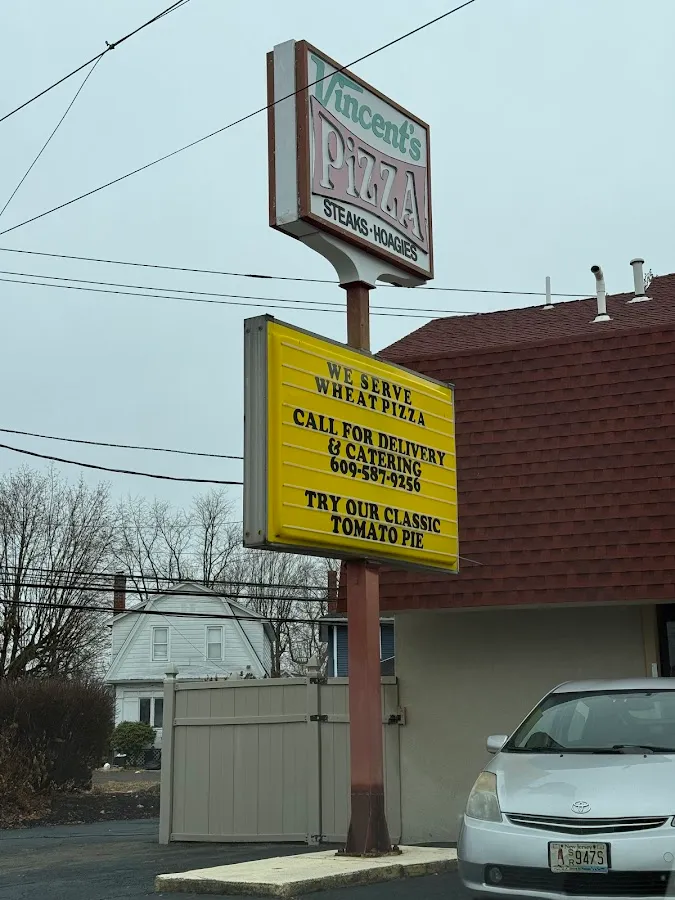 Vincent's
PiZZA
STEAKS · HOAGIES
WE SERVE
WHEAT PIZZA
CALL FOR DELIVERY
& CATERING
609-587-9256
TRY OUR CLASSIC
TOMATO PIE
947S